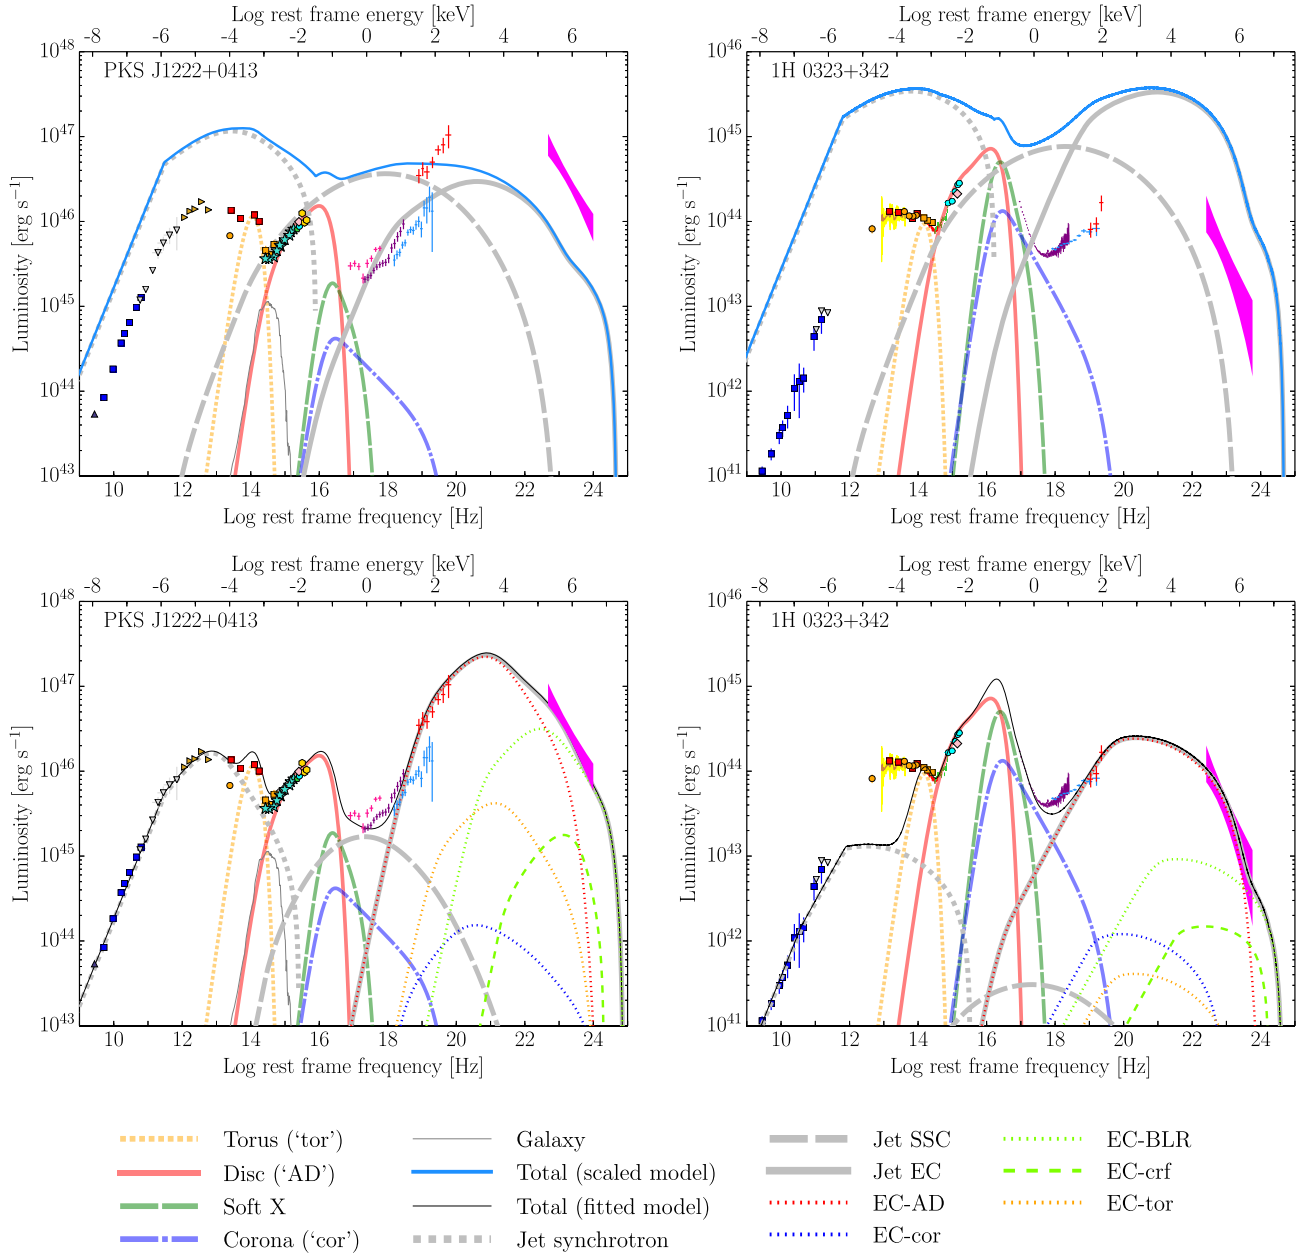 Log rest frame energy [keV]
-8 -6 -4 -2 0 2 4 6
PKS J1222+0413
10^48
10^47
10^46
10^45
10^44
10^43
Luminosity [erg s^−1]
10 12 14 16 18 20 22 24
Log rest frame frequency [Hz]
Log rest frame energy [keV]
-8 -6 -4 -2 0 2 4 6
1H 0323+342
10^46
10^45
10^44
10^43
10^42
10^41
Luminosity [erg s^−1]
10 12 14 16 18 20 22 24
Log rest frame frequency [Hz]
Log rest frame energy [keV]
-8 -6 -4 -2 0 2 4 6
PKS J1222+0413
10^48
10^47
10^46
10^45
10^44
10^43
Luminosity [erg s^−1]
10 12 14 16 18 20 22 24
Log rest frame frequency [Hz]
Log rest frame energy [keV]
-8 -6 -4 -2 0 2 4 6
1H 0323+342
10^46
10^45
10^44
10^43
10^42
10^41
Luminosity [erg s^−1]
10 12 14 16 18 20 22 24
Log rest frame frequency [Hz]
Torus (‘tor’)
Disc (‘AD’)
Soft X
Corona (‘cor’)
Galaxy
Total (scaled model)
Total (fitted model)
Jet synchrotron
Jet SSC
Jet EC
EC-AD
EC-cor
EC-BLR
EC-crf
EC-tor